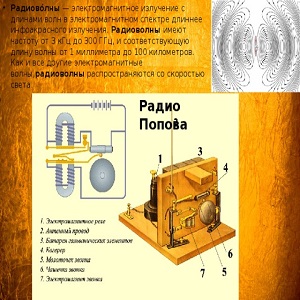 • Радиоволны — электромагнитное излучение с
длинами волн в электромагнитном спектре длиннее
инфракрасного излучения. Радиоволны имеют
частоту от 3 кГц до 300 ГГц, и соответствующую
длину волны от 1 миллиметра до 100 километров.
Как и все другие электромагнитные
волны,радиоволны распространяются со скоростью
света.
Радио
Попова
1
2
3
4
5
6
7
1. Электромагнитное реле
2. Антенный провод
3. Батарея гальванических элементов
4. Когерер
5. Молоточек звонка
6. Чашечка звонка
7. Электромагнит звонка